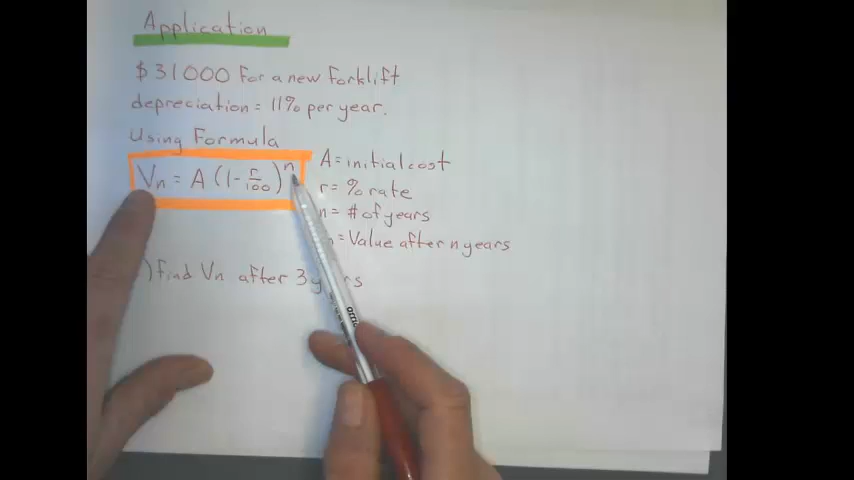 Application
$31000 for a new forklift
depreciation = 11% per year.
Using Formula
Vn = A (1 - r/100)^n
A = initial cost
r = % rate
n = # of years
= Value after n years
) find Vn after 3 y rs